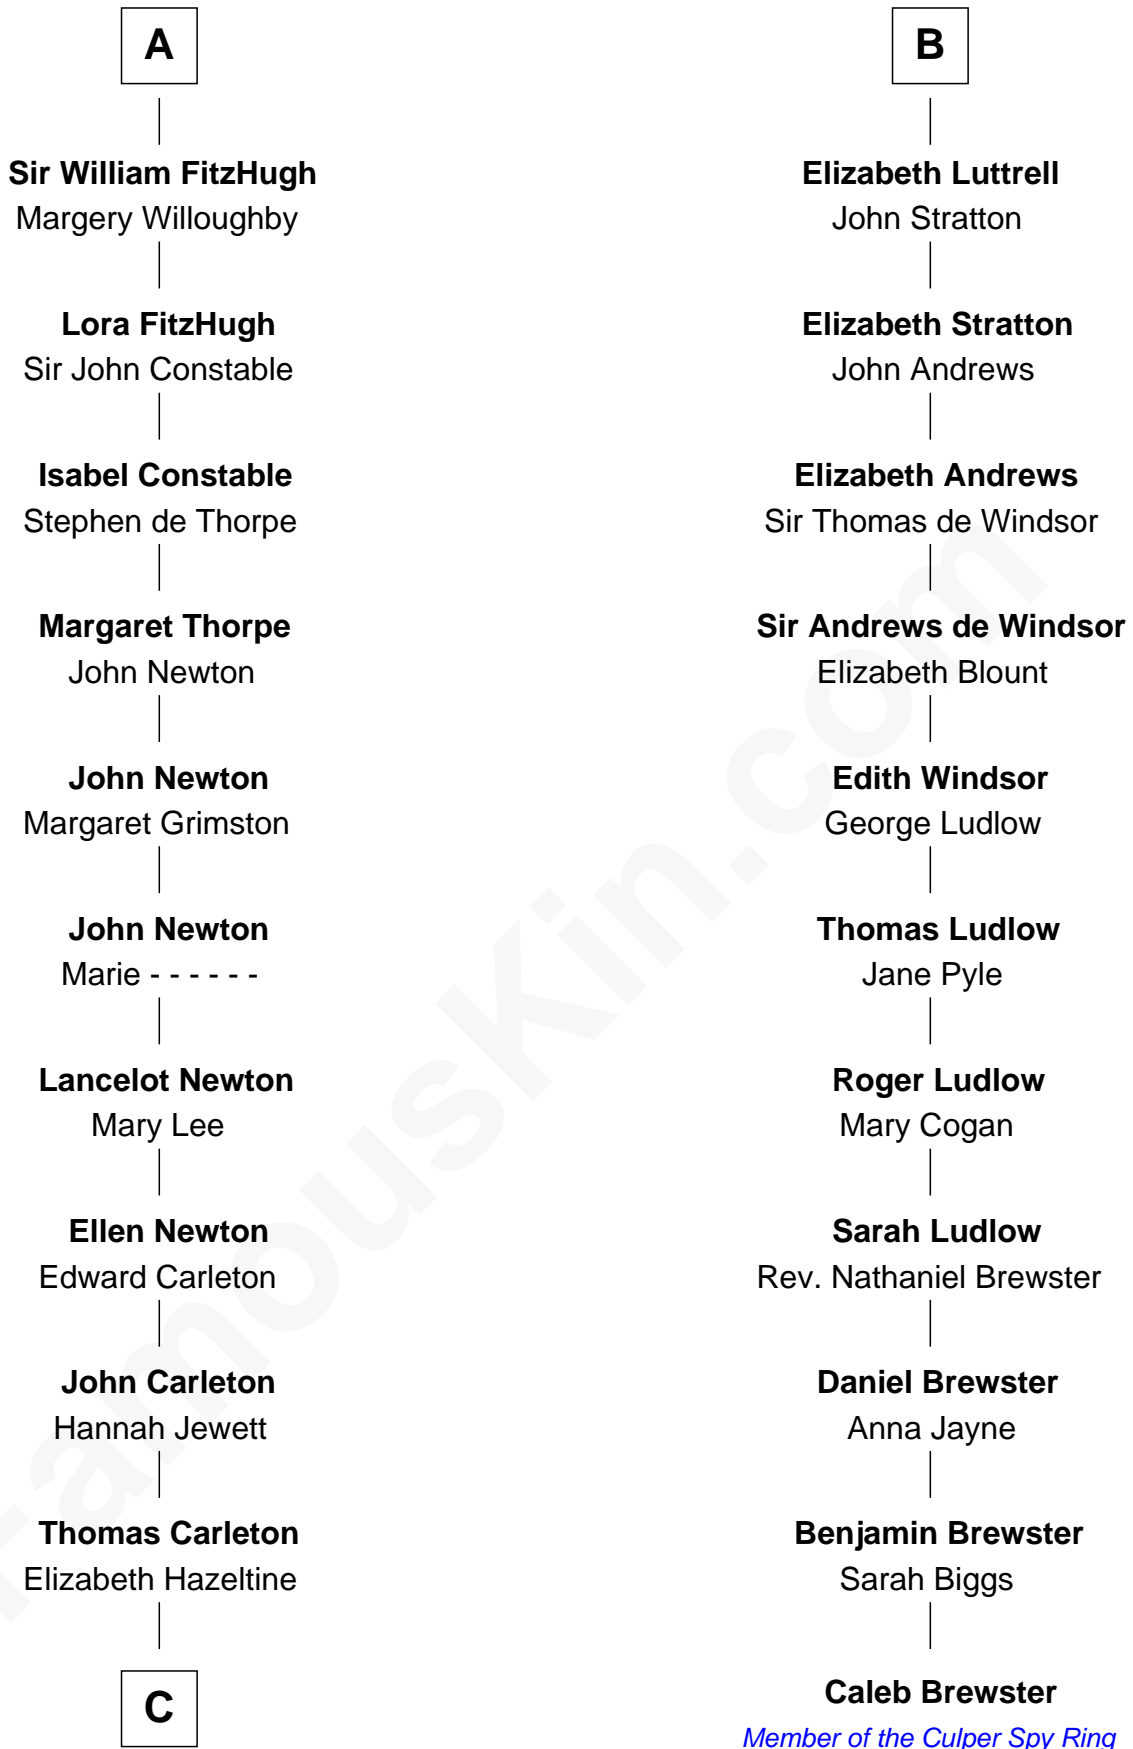 A
Sir William FitzHugh
Margery Willoughby
Lora FitzHugh
Sir John Constable
Isabel Constable
Stephen de Thorpe
Margaret Thorpe
John Newton
John Newton
Margaret Grimston
John Newton
Marie - - - - - -
Lancelot Newton
Mary Lee
Ellen Newton
Edward Carleton
John Carleton
Hannah Jewett
Thomas Carleton
Elizabeth Hazeltine
C
B
Elizabeth Luttrell
John Stratton
Elizabeth Stratton
John Andrews
Elizabeth Andrews
Sir Thomas de Windsor
Sir Andrews de Windsor
Elizabeth Blount
Edith Windsor
George Ludlow
Thomas Ludlow
Jane Pyle
Roger Ludlow
Mary Cogan
Sarah Ludlow
Rev. Nathaniel Brewster
Daniel Brewster
Anna Jayne
Benjamin Brewster
Sarah Biggs
Caleb Brewster
Member of the Culper Spy Ring
FamousKin.com